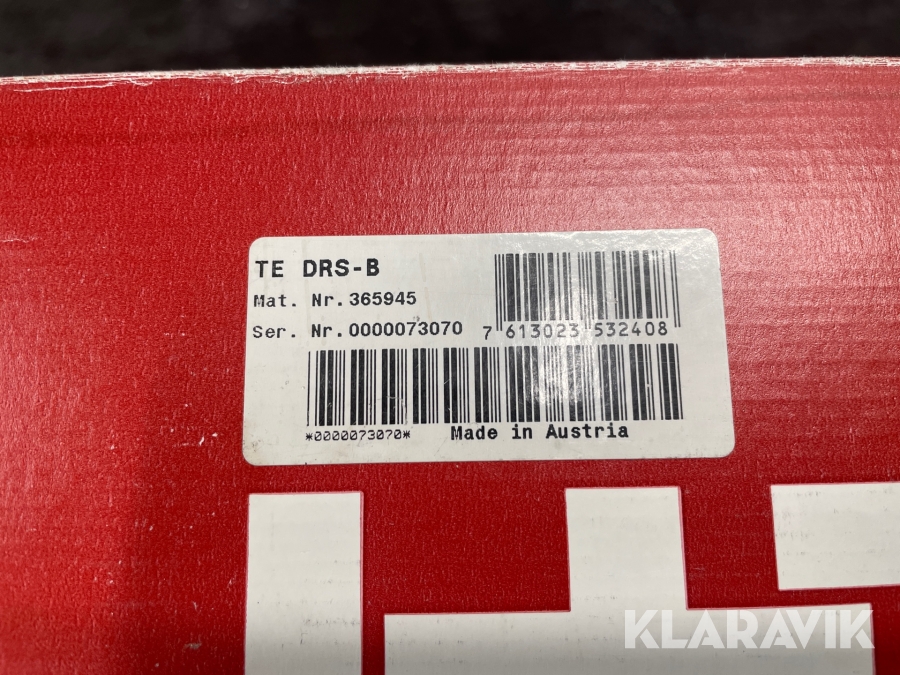 TE DRS-B
Mat. Nr. 365945
Ser. Nr. 0000073070
7 613023 532408
*0000073070*
Made in Austria
KLARAVIK